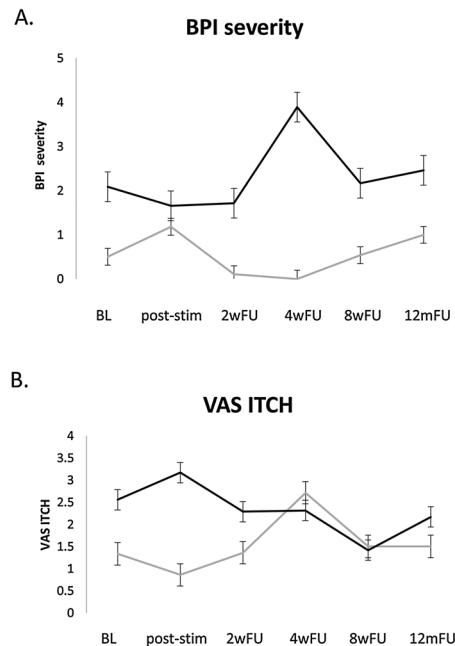 A.
BPI severity
5
4
3
2
1
0
BPI severity
BL post-stim 2wFU 4wFU 8wFU 12mFU
B.
VAS ITCH
4
3.5
3
2.5
2
1.5
1
0.5
0
VAS ITCH
BL post-stim 2wFU 4wFU 8wFU 12mFU